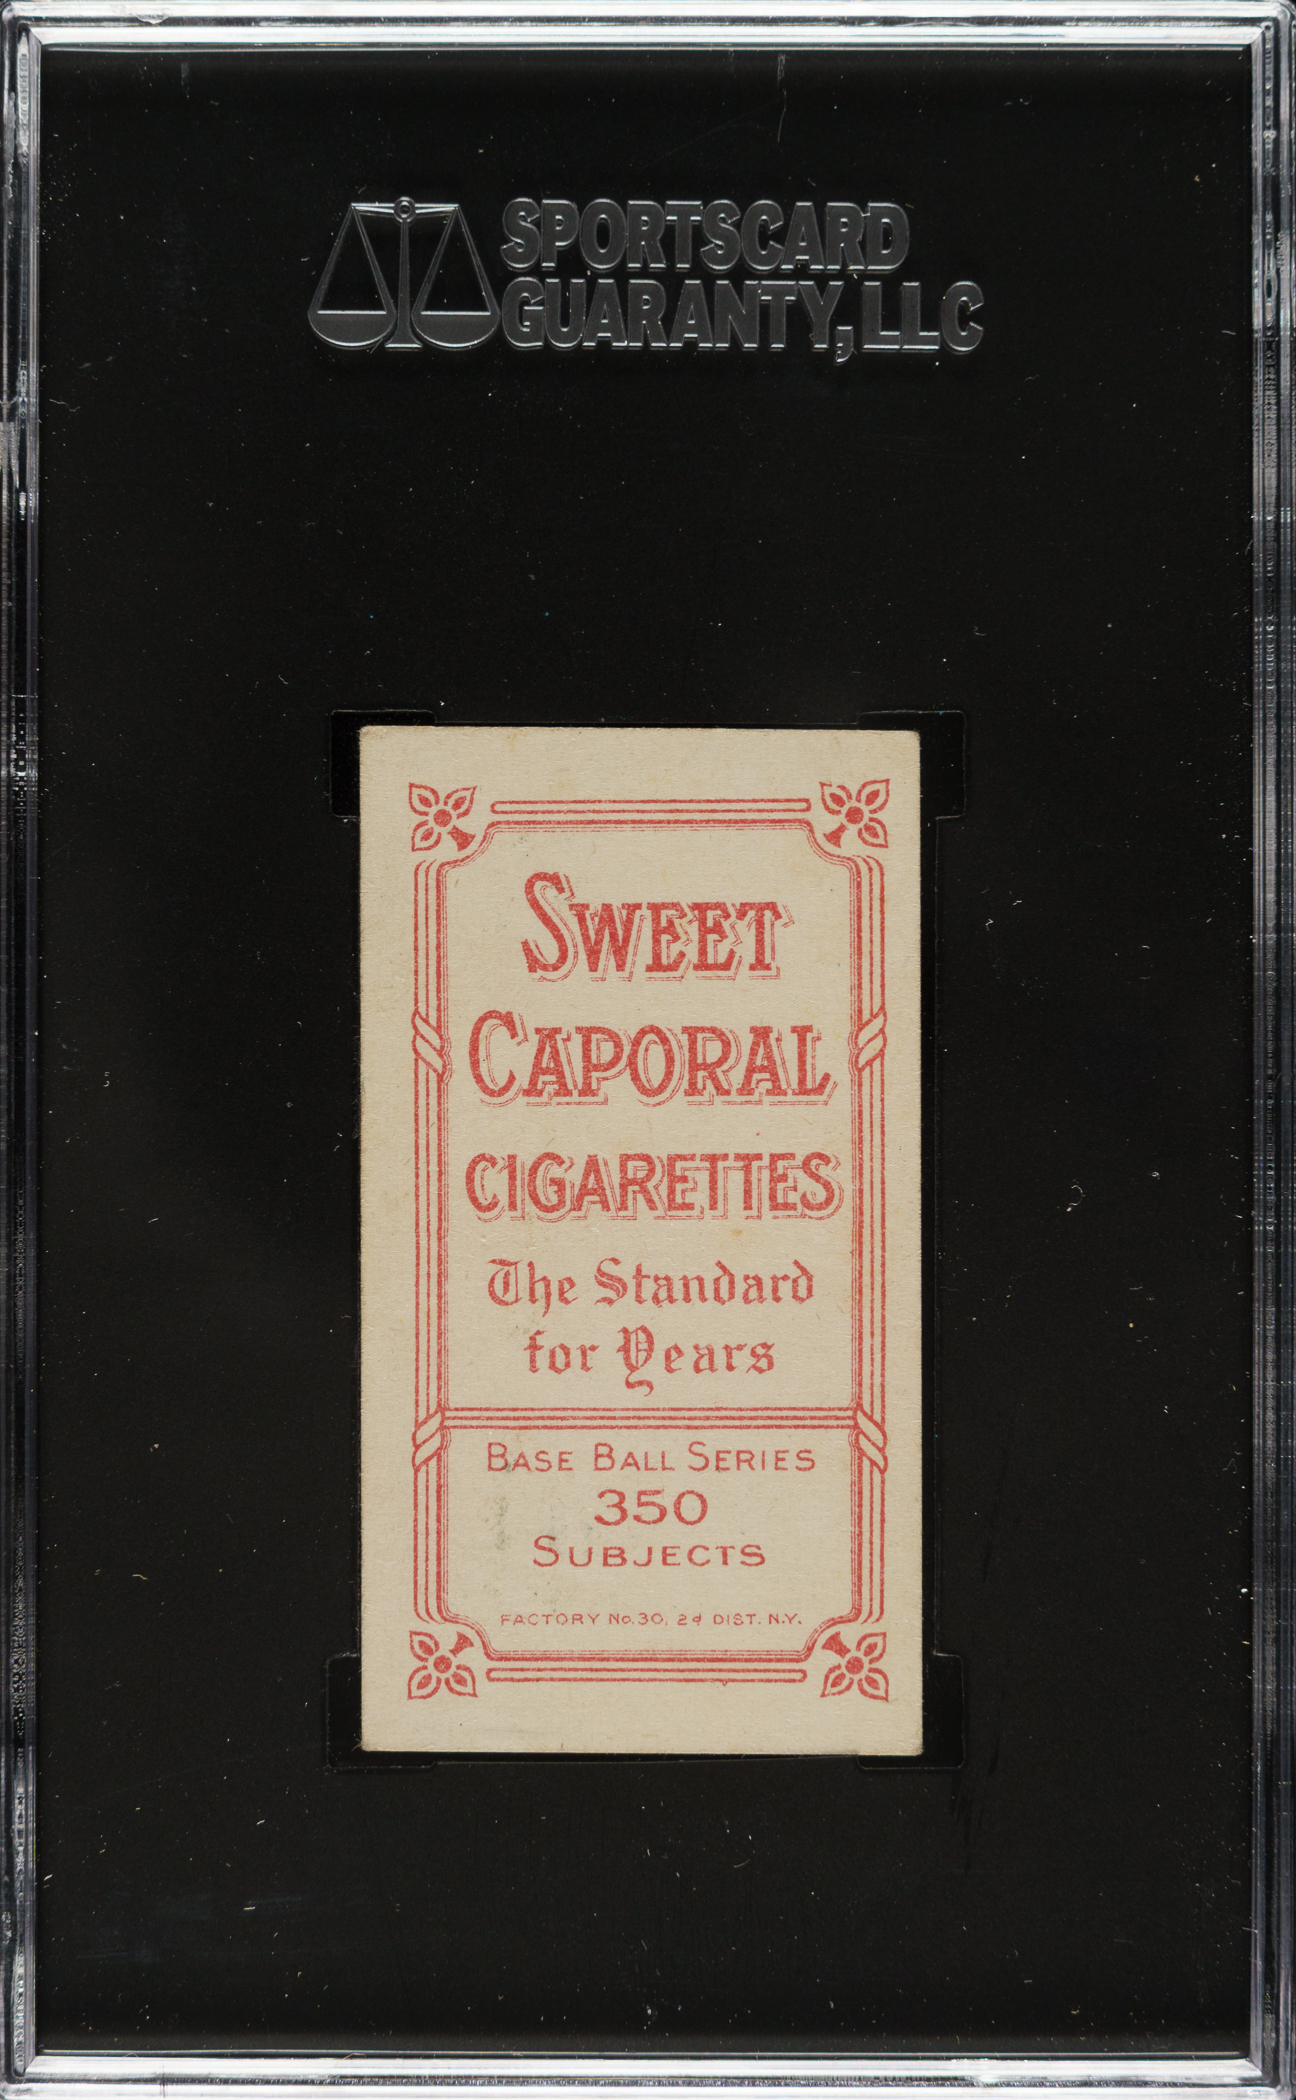 SPORTSCARD
GUARANTY, LLC
SWEET
CAPORAL
CIGARETTES
The Standard
for Years
BASE BALL SERIES
350
SUBJECTS
FACTORY No. 30, 2d DIST. N.Y.